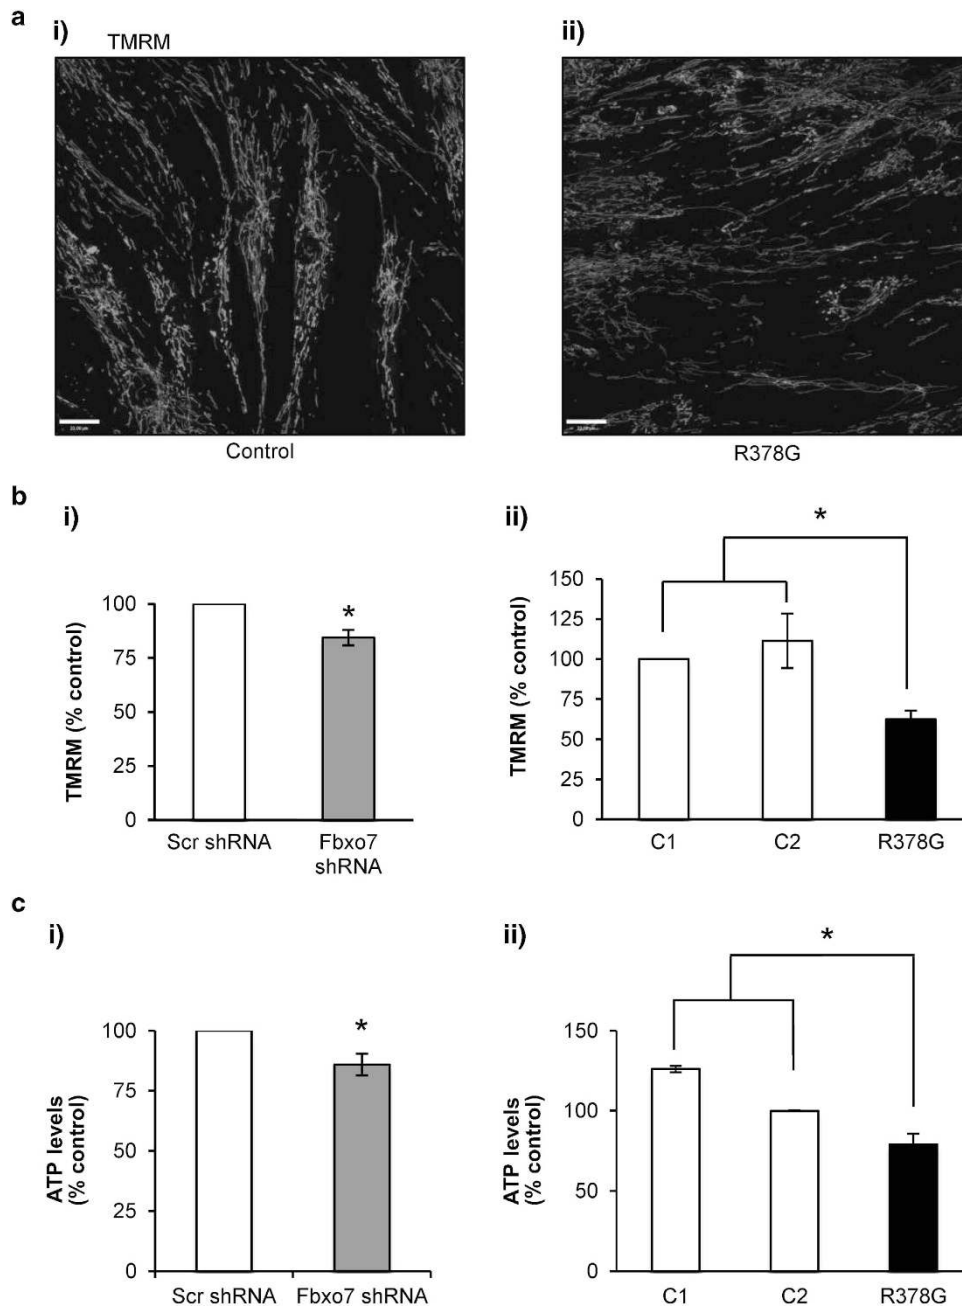 a
i)
TMRM
ii)
Control
R378G
b
i)
*
100
75
50
25
0
TMRM (% control)
Scr shRNA
Fbxo7
shRNA
ii)
*
150
125
100
75
50
25
0
TMRM (% control)
C1
C2
R378G
c
i)
*
100
75
50
25
0
ATP levels
(% control)
Scr shRNA
Fbxo7 shRNA
ii)
*
150
100
50
0
ATP levels
(% control)
C1
C2
R378G